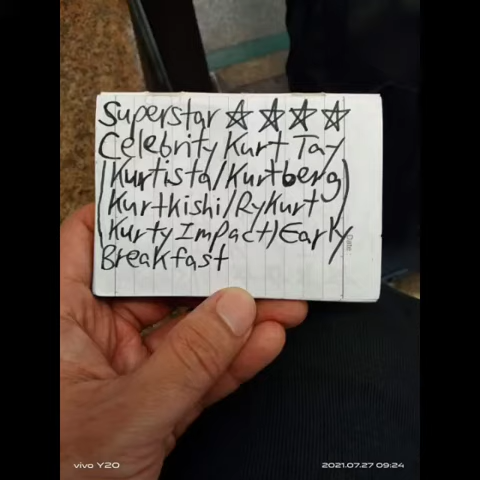 Superstar ☆ ☆ ☆ ☆
Celebrity Kurt Tay
(Kurtista/Kurtberg)
Kurtkishi/RyKurt
(Kurty Impact)Early
Breakfast
Date
vivo Y20
2021.07.27 09:24